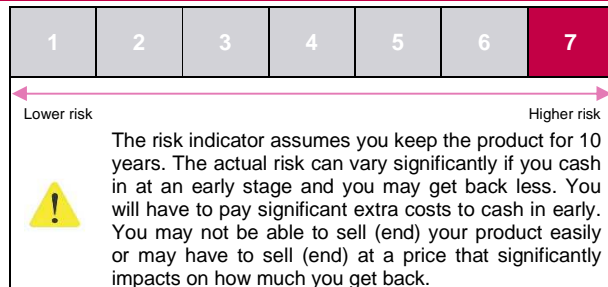 1 2 3 4 5 6 7
Lower risk Higher risk
The risk indicator assumes you keep the product for 10
years. The actual risk can vary significantly if you cash
in at an early stage and you may get back less. You
will have to pay significant extra costs to cash in early.
You may not be able to sell (end) your product easily
or may have to sell (end) at a price that significantly
impacts on how much you get back.